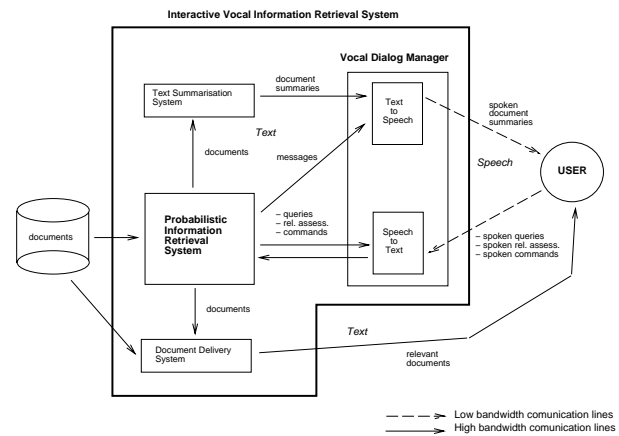 Interactive Vocal Information Retrieval System
Vocal Dialog Manager
Text Summarisation
System
document
summaries
Text
to
Speech
spoken
document
summaries
Text
documents
messages
Speech
USER
Probabilistic
Information
Retrieval
System
– queries
– rel. assess.
– commands
Speech
to
Text
– spoken queries
– spoken rel. assess.
– spoken commands
documents
documents
Text
Document Delivery
System
relevant
documents
Low bandwidth comunication lines
High bandwidth comunication lines